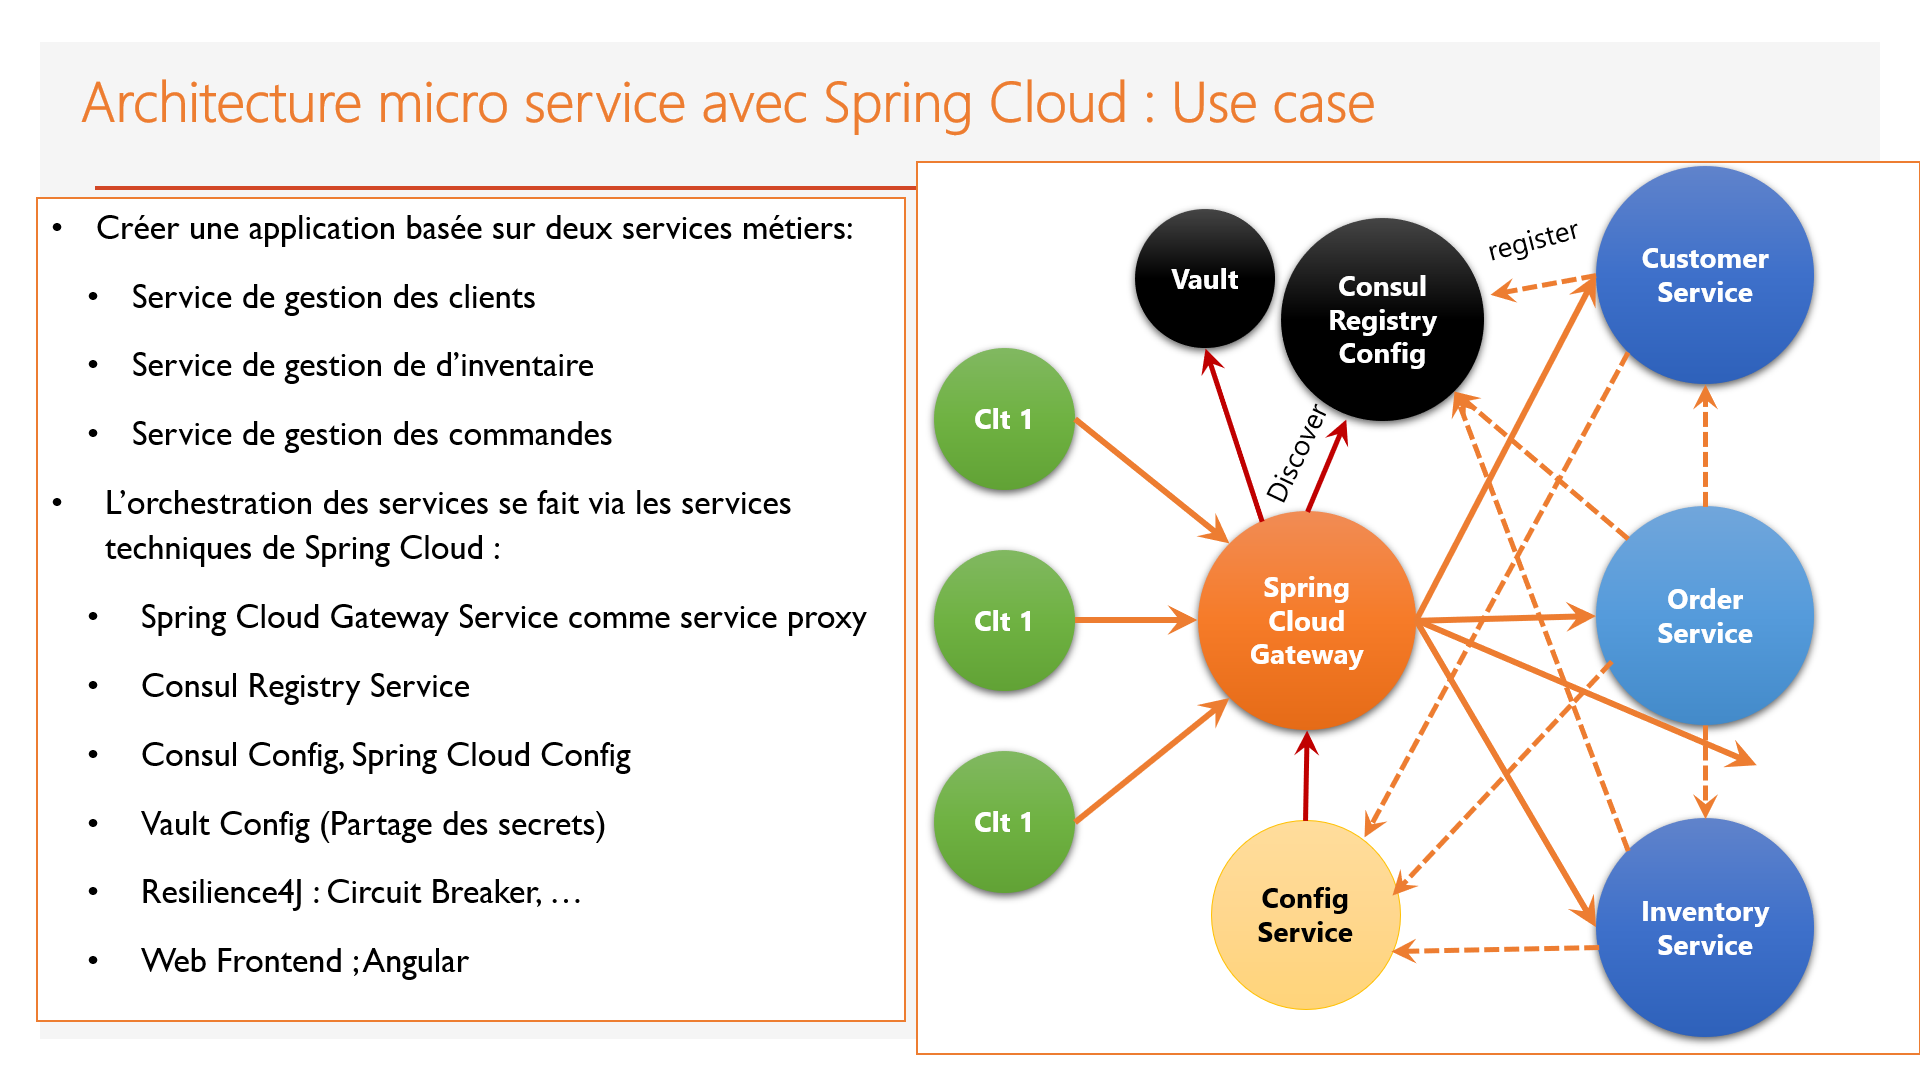 Architecture micro service avec Spring Cloud : Use case
• Créer une application basée sur deux services métiers:
• Service de gestion des clients
• Service de gestion de d’inventaire
• Service de gestion des commandes
• L’orchestration des services se fait via les services
techniques de Spring Cloud :
• Spring Cloud Gateway Service comme service proxy
• Consul Registry Service
• Consul Config, Spring Cloud Config
• Vault Config (Partage des secrets)
• Resilience4J : Circuit Breaker, …
• Web Frontend ; Angular
Vault
Consul
Registry
Config
register
Customer
Service
Clt 1
Discover
Clt 1
Spring
Cloud
Gateway
Order
Service
Clt 1
Config
Service
Inventory
Service